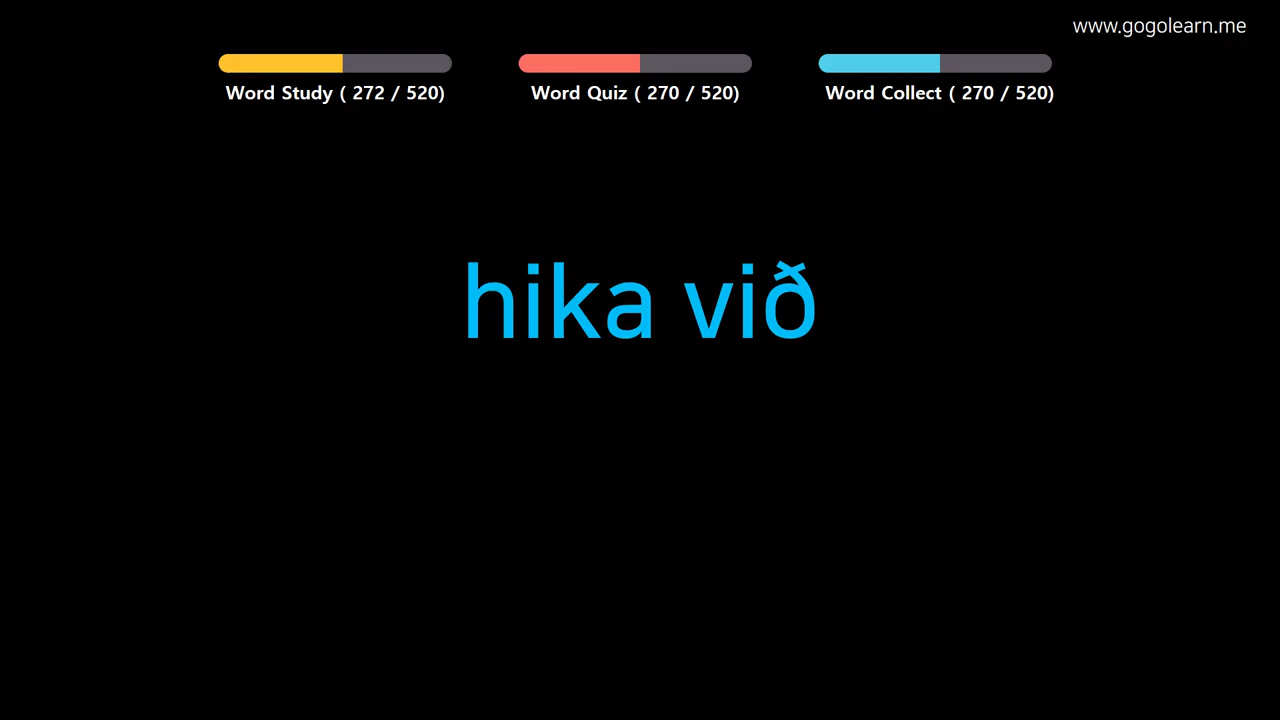 www.gogolearn.me
Word Study ( 272 / 520)
Word Quiz ( 270 / 520)
Word Collect ( 270 / 520)
hika við